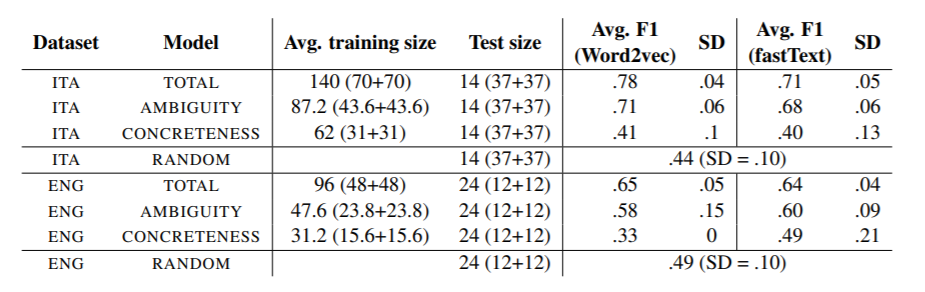 Dataset Model Avg. training size Test size Avg. F1 (Word2vec) SD Avg. F1 (fastText) SD
ITA TOTAL 140 (70+70) 14 (37+37) .78 .04 .71 .05
ITA AMBIGUITY 87.2 (43.6+43.6) 14 (37+37) .71 .06 .68 .06
ITA CONCRETENESS 62 (31+31) 14 (37+37) .41 .1 .40 .13
ITA RANDOM 14 (37+37) .44 (SD = .10)
ENG TOTAL 96 (48+48) 24 (12+12) .65 .05 .64 .04
ENG AMBIGUITY 47.6 (23.8+23.8) 24 (12+12) .58 .15 .60 .09
ENG CONCRETENESS 31.2 (15.6+15.6) 24 (12+12) .33 0 .49 .21
ENG RANDOM 24 (12+12) .49 (SD = .10)